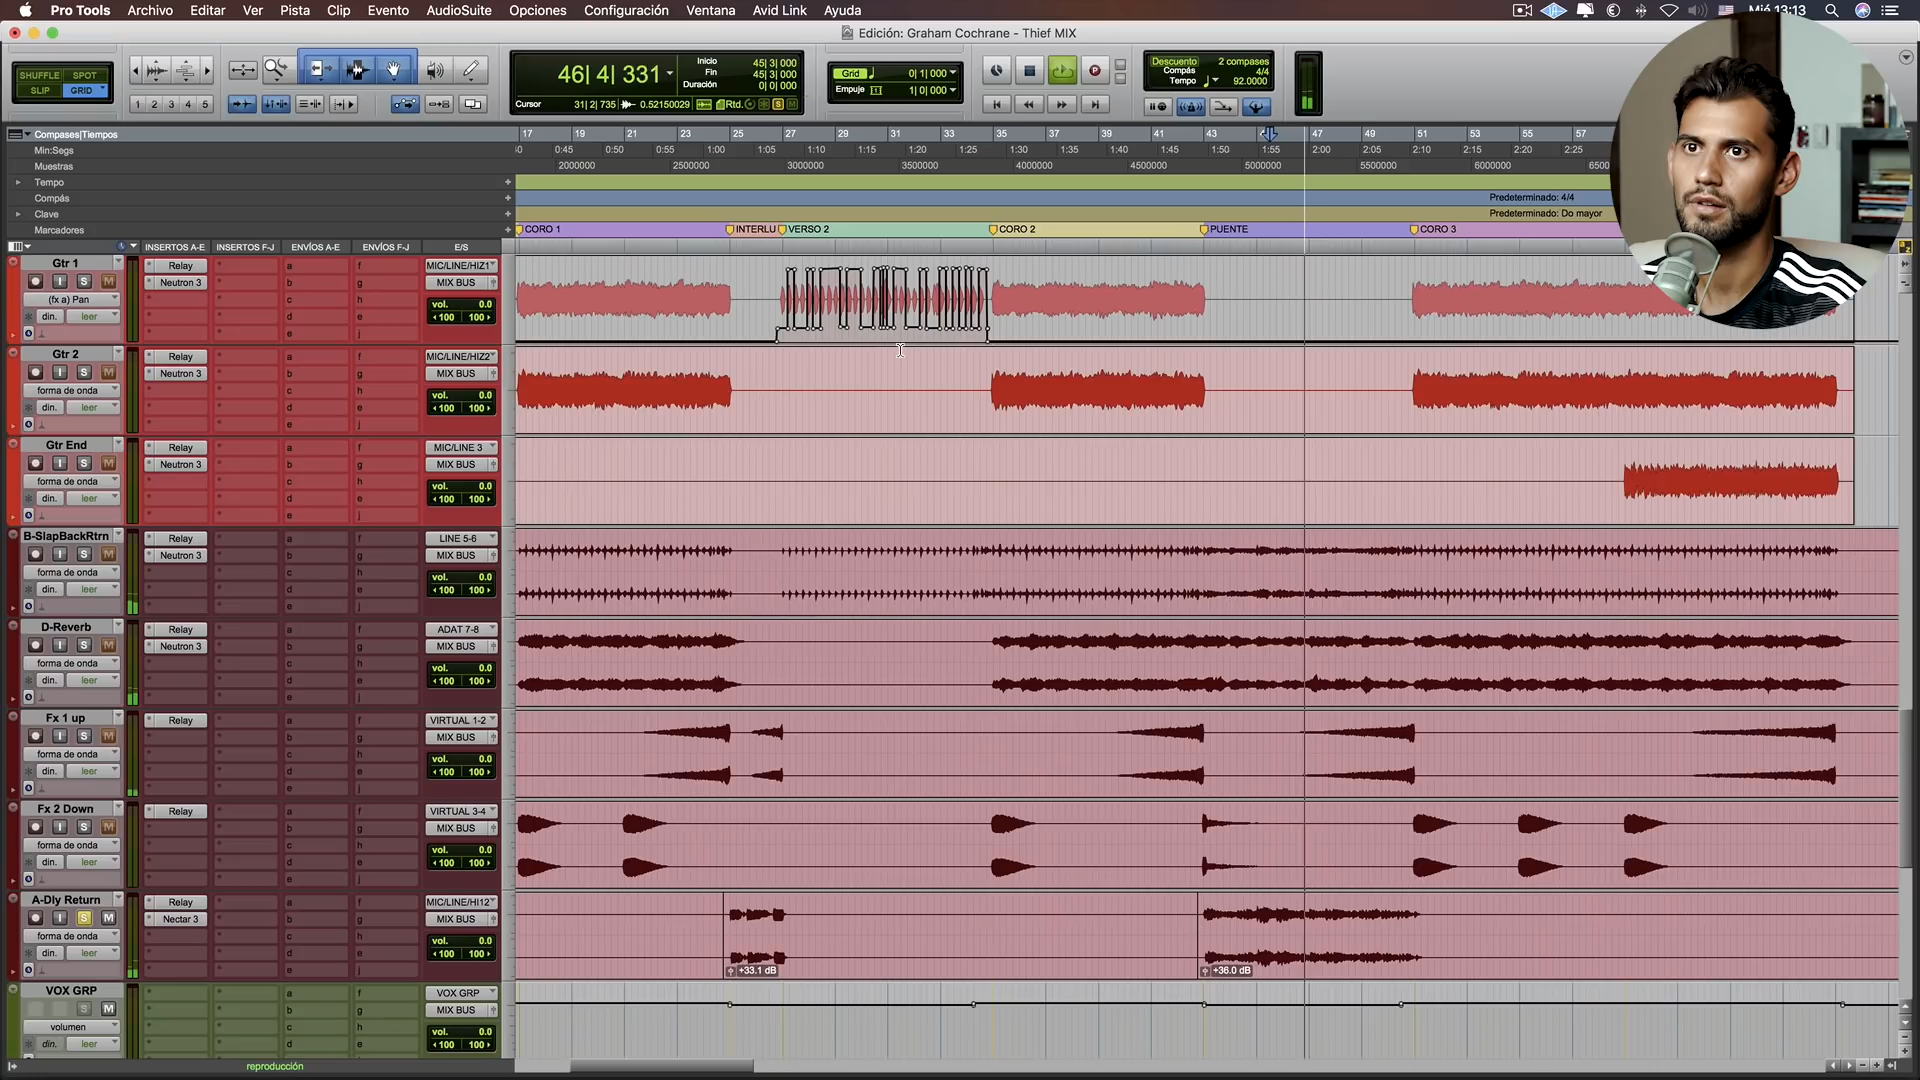 Pro Tools Archivo Editar Ver Pista Clip Evento AudioSuite Opciones Configuración Ventana Avid Link Ayuda Mié 13:13
Edición: Graham Cochrane - Thief MIX
SHUFFLE SPOT
SLIP GRID
1 2 3 4 5
46| 4| 331
Inicio 45| 3| 000
Fin 45| 3| 000
Duración 0| 0| 000
Cursor 31| 2| 735 0.52150029 Rtd.
Grid 0| 1| 000
Empuje 1| 0| 000
Descuento 2 compases
Compás 4/4
Tempo 92.0000
Compases|Tiempos 17 19 21 23 25 27 29 31 33 35 37 39 41 43 47 49 51 53 55 57
Min:Segs 0:45 0:50 0:55 1:00 1:05 1:10 1:15 1:20 1:25 1:30 1:35 1:40 1:45 1:50 1:55 2:00 2:05 2:10 2:15 2:20 2:25
Muestras 2000000 2500000 3000000 3500000 4000000 4500000 5000000 5500000 6000000 6500
Tempo
Compás Predeterminado: 4/4
Clave Predeterminado: Do mayor
Marcadores CORO 1 INTERLU VERSO 2 CORO 2 PUENTE CORO 3
INSERTOS A-E INSERTOS F-J ENVÍOS A-E ENVÍOS F-J E/S
Gtr 1 Relay a f MIC/LINE/HIZ1
I S M Neutron 3 b g MIX BUS
(fx a) Pan c h vol. 0.0
din. leer d i 100 100
e j
Gtr 2 Relay a f MIC/LINE/HIZ2
I S M Neutron 3 b g MIX BUS
forma de onda c h vol. 0.0
din. leer d i 100 100
e j
Gtr End Relay a f MIC/LINE 3
I S M Neutron 3 b g MIX BUS
forma de onda c h vol. 0.0
din. leer d i 100 100
e j
B-SlapBackRtrn Relay a f LINE 5-6
I S M Neutron 3 b g MIX BUS
forma de onda c h vol. 0.0
din. leer d i 100 100
e j
D-Reverb Relay a f ADAT 7-8
I S M Neutron 3 b g MIX BUS
forma de onda c h vol. 0.0
din. leer d i 100 100
e j
Fx 1 up Relay a f VIRTUAL 1-2
I S M b g MIX BUS
forma de onda c h vol. 0.0
din. leer d i 100 100
e j
Fx 2 Down Relay a f VIRTUAL 3-4
I S M b g MIX BUS
forma de onda c h vol. 0.0
din. leer d i 100 100
e j
A-Dly Return Relay a f MIC/LINE/HI12
I S M Nectar 3 b g MIX BUS
forma de onda c h vol. 0.0
din. leer d i 100 100
e j +33.1 dB +36.0 dB
VOX GRP a f VOX GRP
S M b g MIX BUS
volumen c h vol. 0.0
din. leer d i 100 100
reproducción